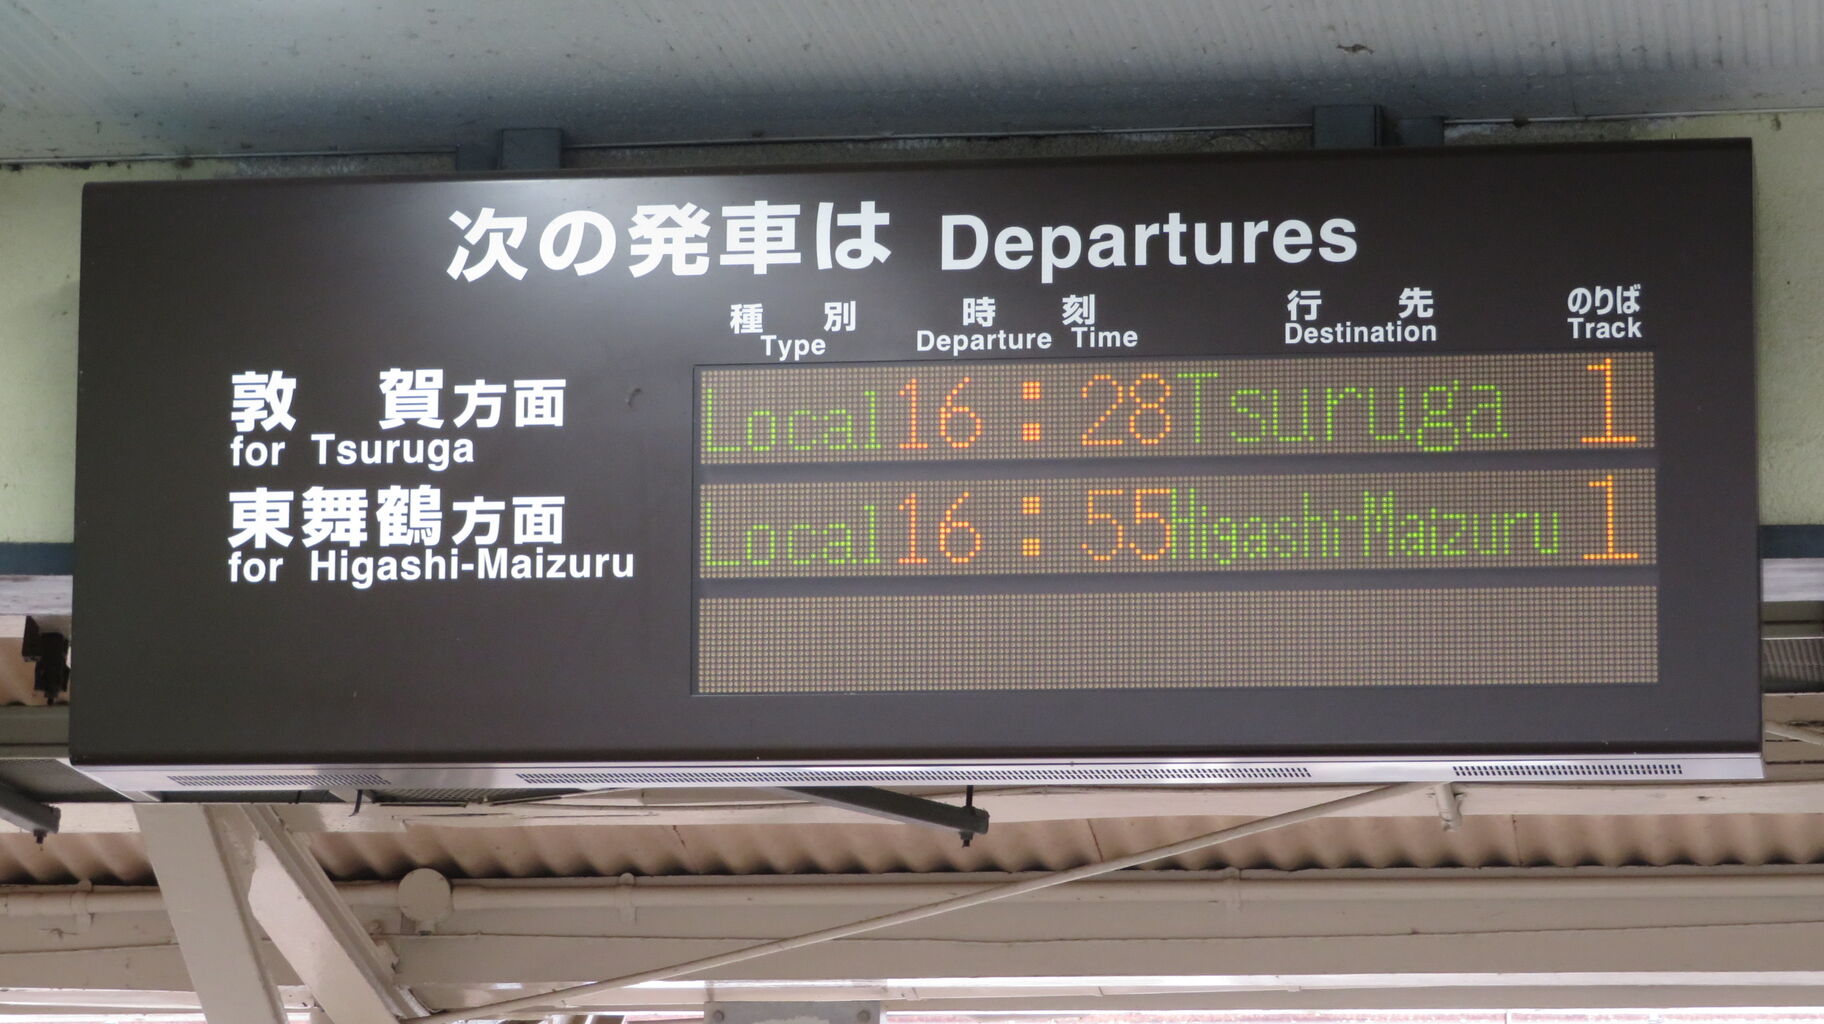 次の発車は Departures
種別 時刻 行先 のりば
Type Departure Time Destination Track
敦賀方面 Local 16:28 Tsuruga 1
for Tsuruga
東舞鶴方面 Local 16:55 Higashi-Maizuru 1
for Higashi-Maizuru